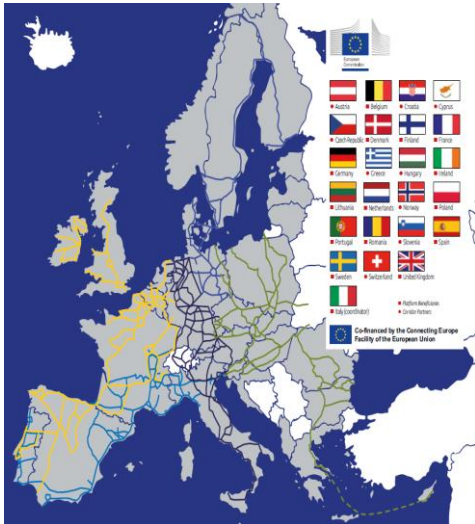 European
Commission
Austria Belgium Croatia Cyprus
Czech Republic Denmark Finland France
Germany Greece Hungary Ireland
Lithuania Netherlands Norway Poland
Portugal Romania Slovenia Spain
Sweden Switzerland United Kingdom
Italy (coordinator)
Platform Beneficiaries
Corridor Partners
Co-financed by the Connecting Europe
Facility of the European Union